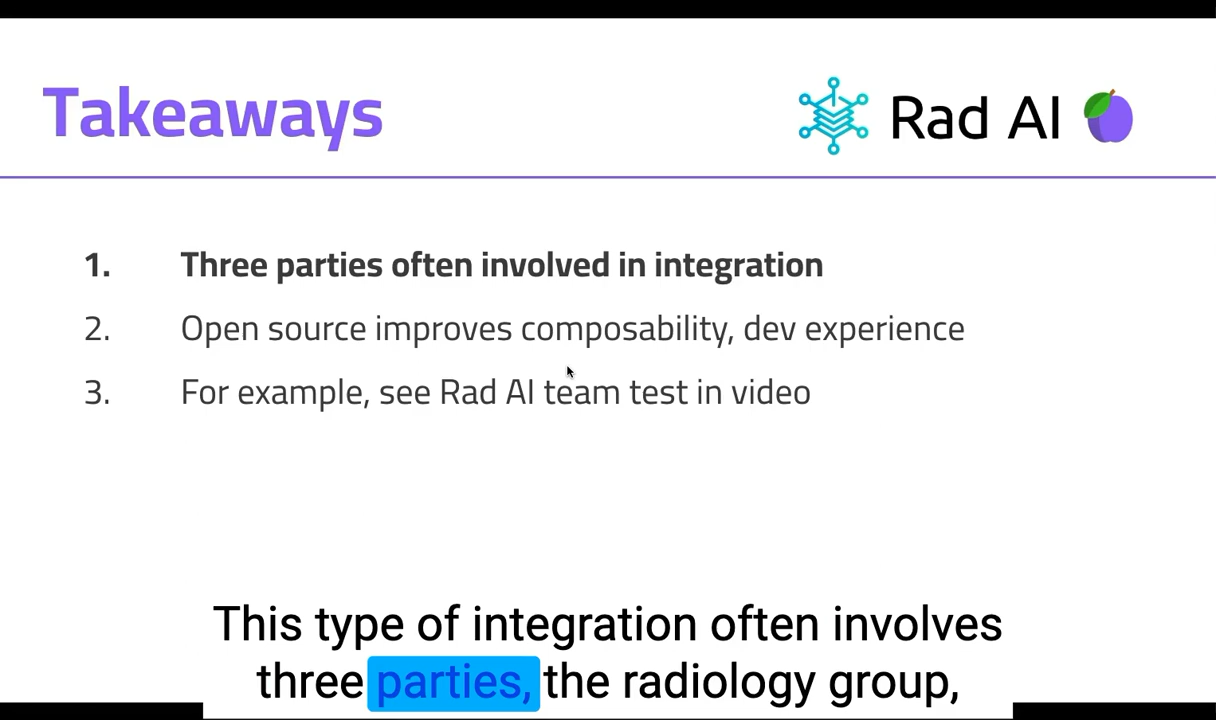 Takeaways
Rad AI
1. Three parties often involved in integration
2. Open source improves composability, dev experience
3. For example, see Rad AI team test in video
This type of integration often involves
three parties, the radiology group,